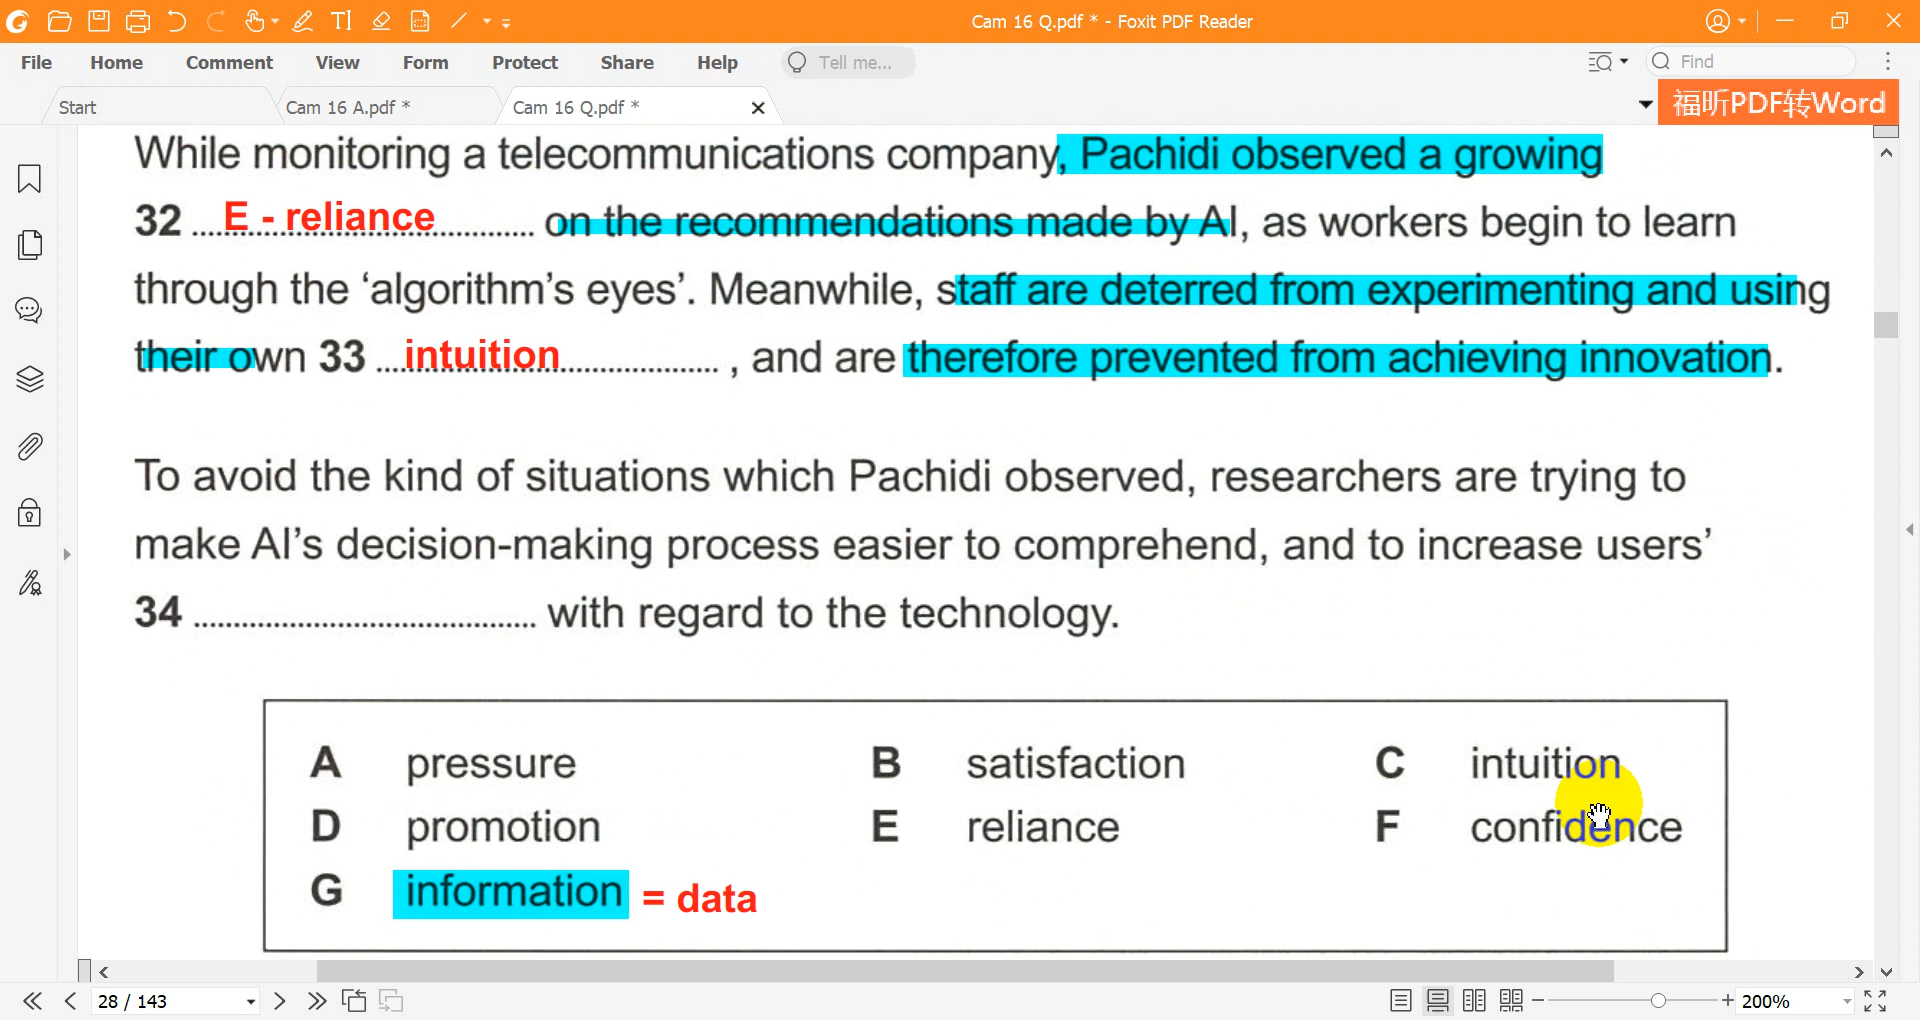 Cam 16 Q.pdf * - Foxit PDF Reader
File Home Comment View Form Protect Share Help Tell me... Find
Start Cam 16 A.pdf * Cam 16 Q.pdf * 福昕PDF转Word
While monitoring a telecommunications company, Pachidi observed a growing
32 E - reliance on the recommendations made by AI, as workers begin to learn
through the ‘algorithm’s eyes’. Meanwhile, staff are deterred from experimenting and using
their own 33 intuition , and are therefore prevented from achieving innovation.
To avoid the kind of situations which Pachidi observed, researchers are trying to
make AI’s decision-making process easier to comprehend, and to increase users’
34 ........................................ with regard to the technology.
A pressure B satisfaction C intuition
D promotion E reliance F confidence
G information = data
28 / 143 200%